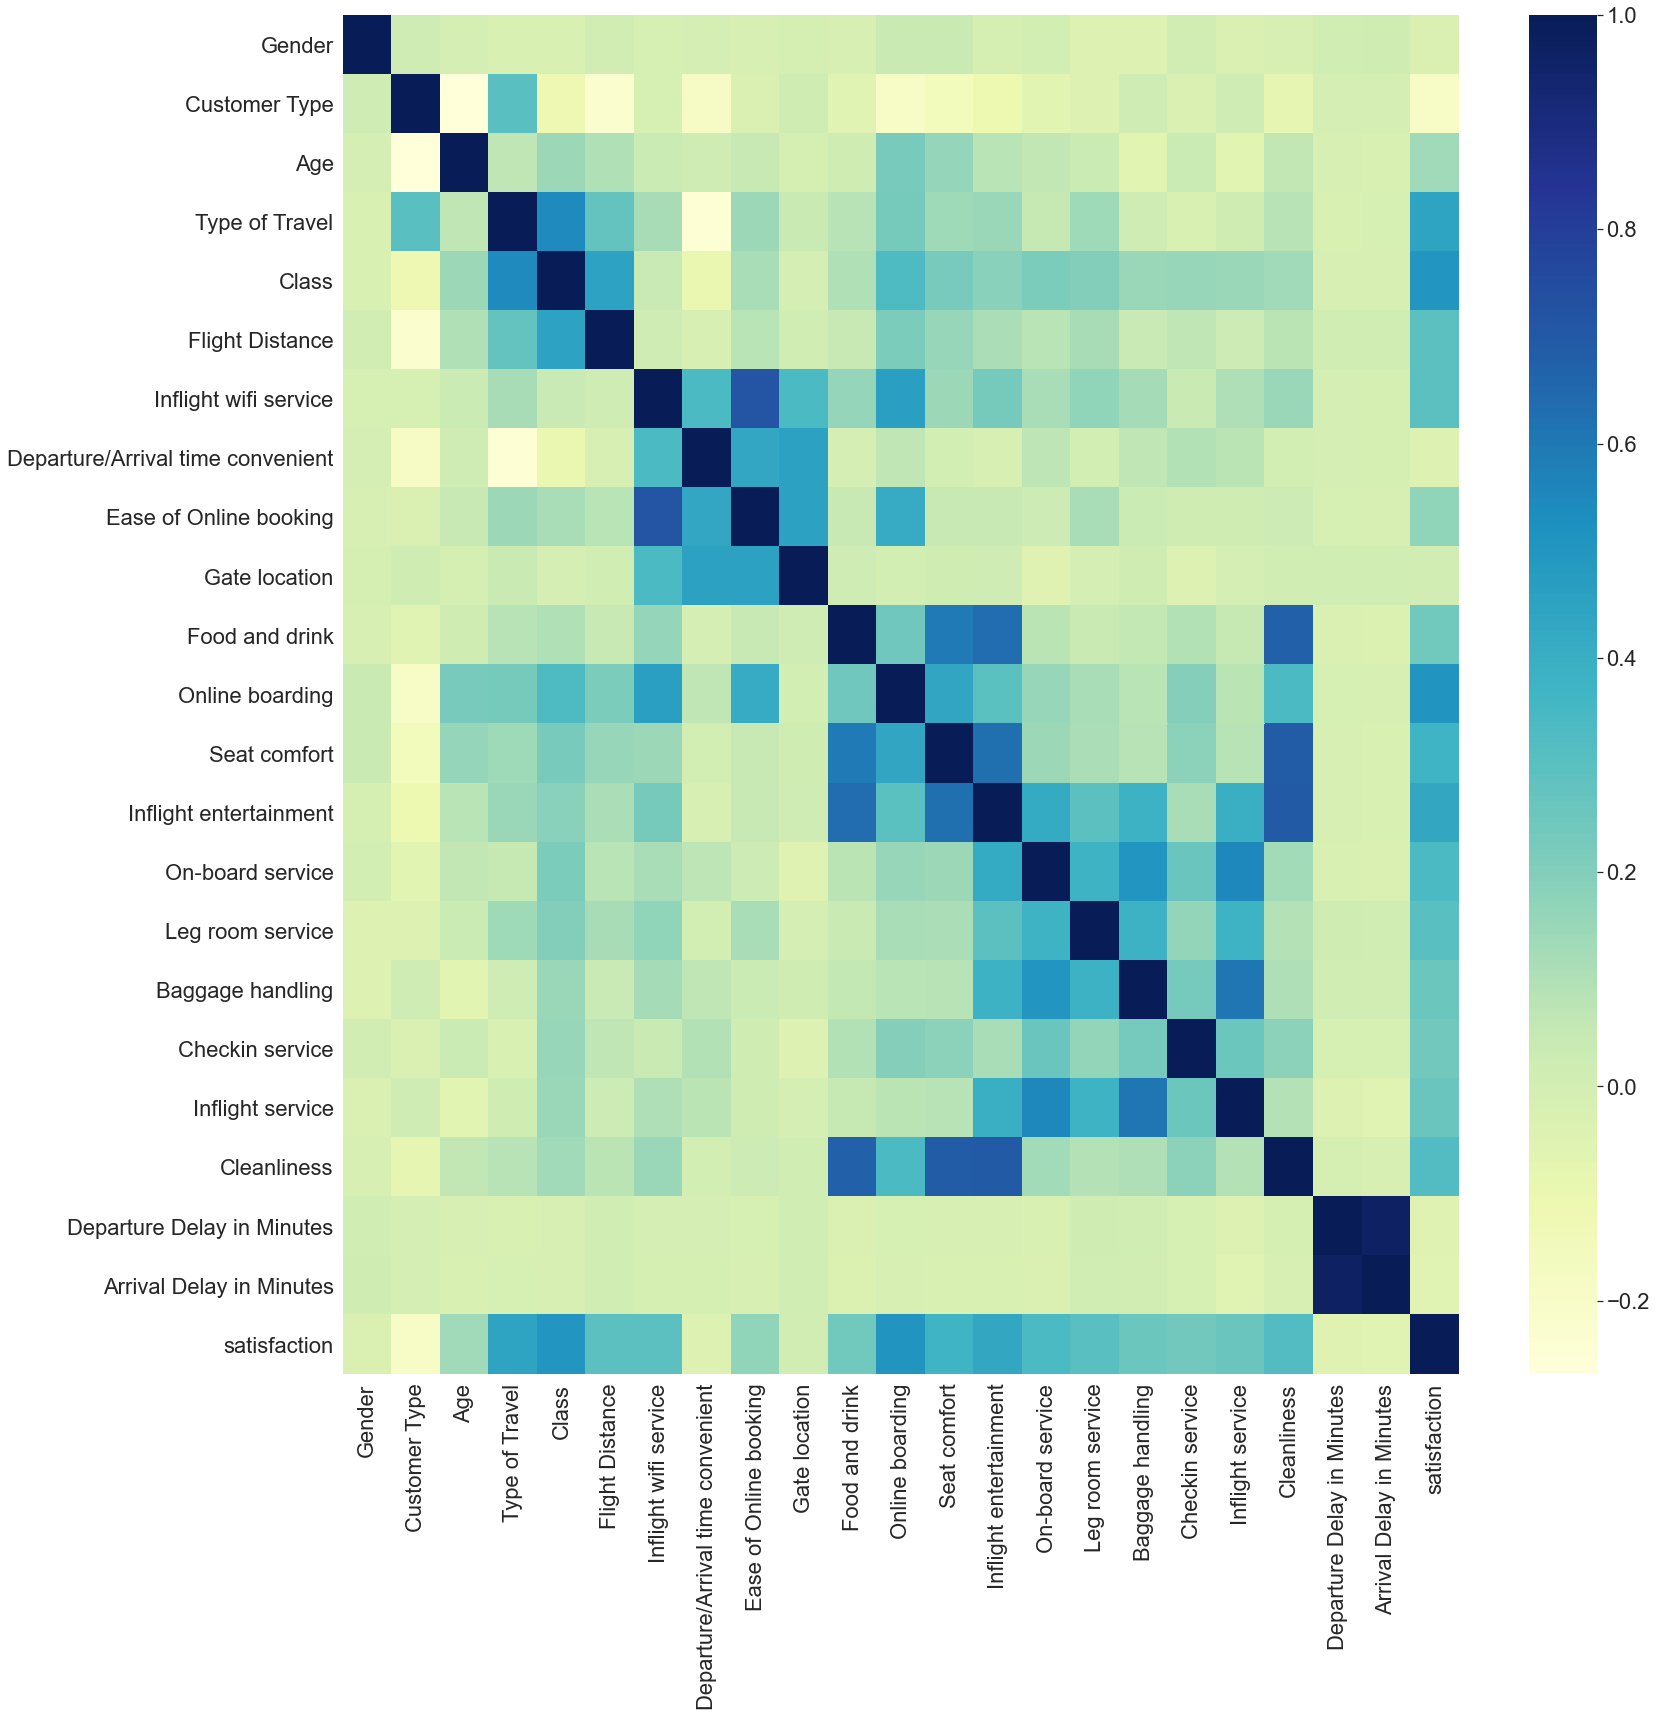 Gender
Customer Type
Age
Type of Travel
Class
Flight Distance
Inflight wifi service
Departure/Arrival time convenient
Ease of Online booking
Gate location
Food and drink
Online boarding
Seat comfort
Inflight entertainment
On-board service
Leg room service
Baggage handling
Checkin service
Inflight service
Cleanliness
Departure Delay in Minutes
Arrival Delay in Minutes
satisfaction
Gender
Customer Type
Age
Type of Travel
Class
Flight Distance
Inflight wifi service
Departure/Arrival time convenient
Ease of Online booking
Gate location
Food and drink
Online boarding
Seat comfort
Inflight entertainment
On-board service
Leg room service
Baggage handling
Checkin service
Inflight service
Cleanliness
Departure Delay in Minutes
Arrival Delay in Minutes
satisfaction
1.0
0.8
0.6
0.4
0.2
0.0
−0.2